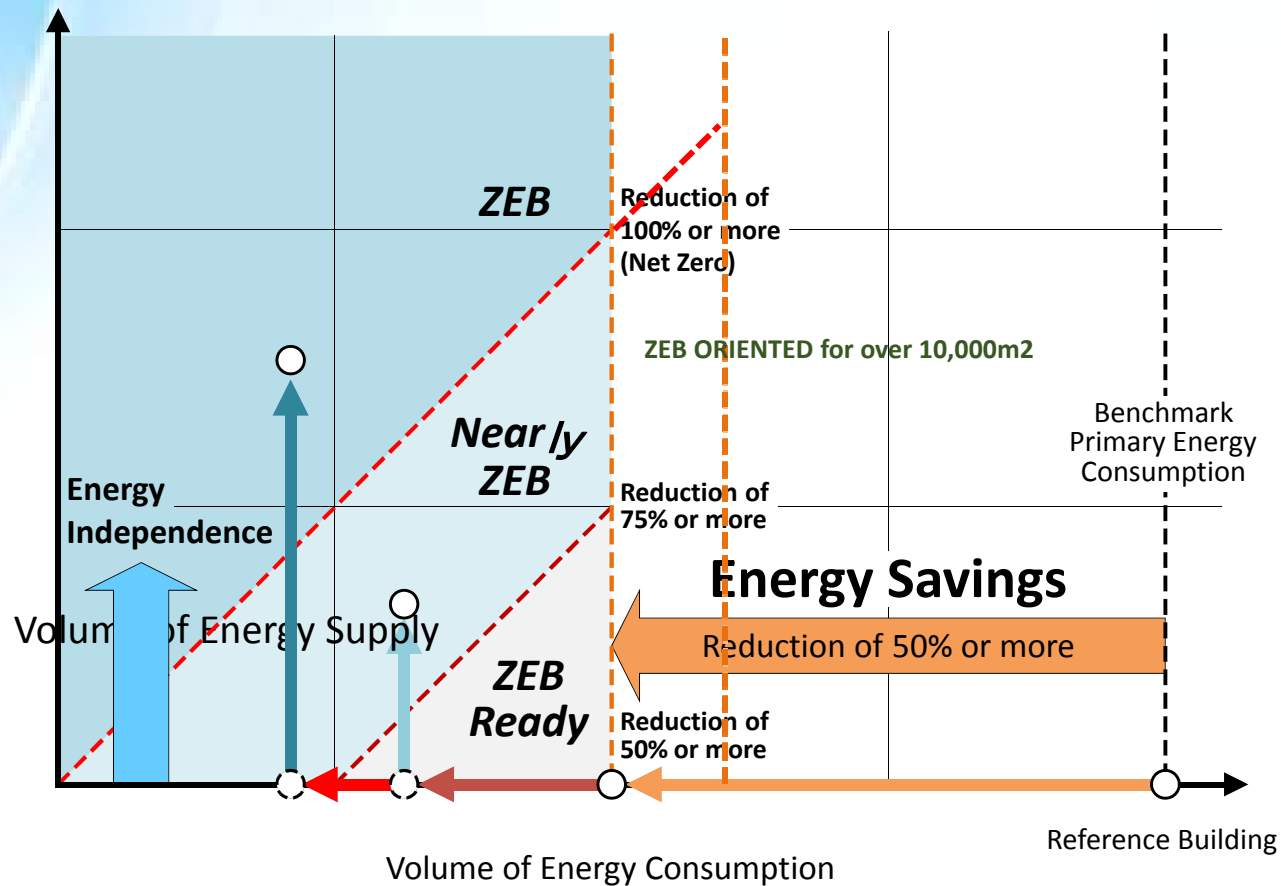 ZEB
Reduction of
100% or more
(Net Zero)
ZEB ORIENTED for over 10,000m2
Benchmark
Primary Energy
Consumption
Nearly
ZEB
Energy
Independence
Reduction of
75% or more
Energy Savings
Reduction of 50% or more
Volume of Energy Supply
ZEB
Ready
Reduction of
50% or more
Reference Building
Volume of Energy Consumption